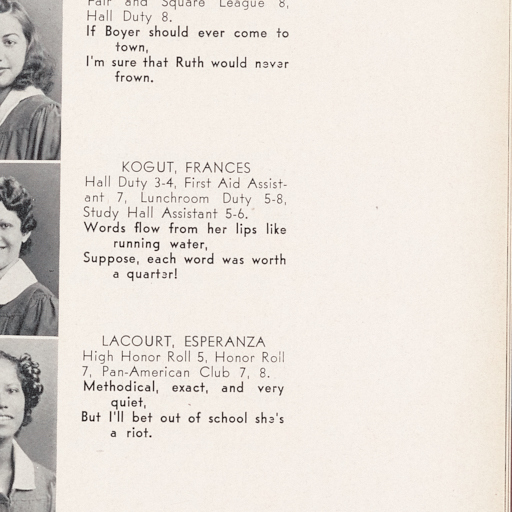 Fair and Square League 8,
Hall Duty 8.
If Boyer should ever come to
town,
I'm sure that Ruth would never
frown.
KOGUT, FRANCES
Hall Duty 3-4, First Aid Assist-
ant 7, Lunchroom Duty 5-8,
Study Hall Assistant 5-6.
Words flow from her lips like
running water,
Suppose, each word was worth
a quarter!
LACOURT, ESPERANZA
High Honor Roll 5, Honor Roll
7, Pan-American Club 7, 8.
Methodical, exact, and very
quiet,
But I'll bet out of school she's
a riot.